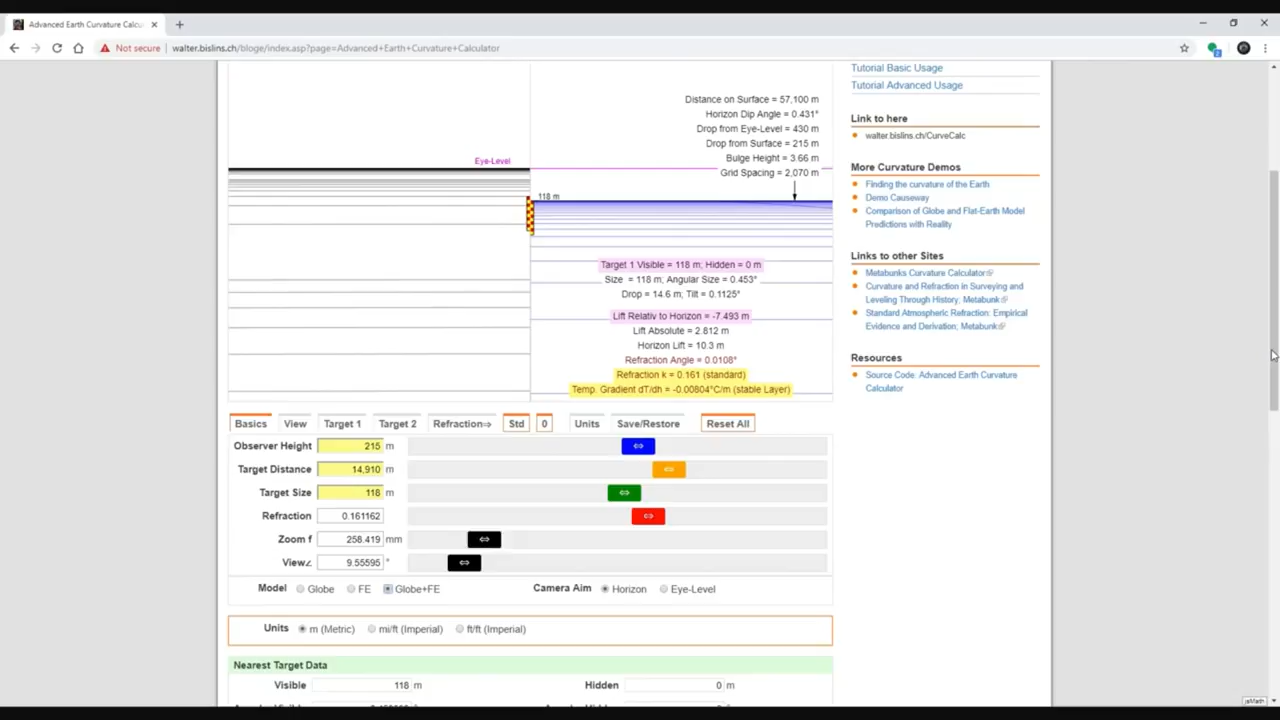 Advanced Earth Curvature Calcu
Not secure
walter.bislins.ch/bloge/index.asp?page=Advanced+Earth+Curvature+Calculator
Tutorial Basic Usage
Tutorial Advanced Usage
Link to here
walter.bislins.ch/CurveCalc
More Curvature Demos
Finding the curvature of the Earth
Demo Causeway
Comparison of Globe and Flat-Earth Model
Predictions with Reality
Links to other Sites
Metabunks Curvature Calculator
Curvature and Refraction in Surveying and
Leveling Through History; Metabunk
Standard Atmospheric Refraction: Empirical
Evidence and Derivation; Metabunk
Resources
Source Code: Advanced Earth Curvature
Calculator
Distance on Surface = 57,100 m
Horizon Dip Angle = 0.431°
Drop from Eye-Level = 430 m
Drop from Surface = 215 m
Bulge Height = 3.66 m
Grid Spacing = 2,070 m
Eye-Level
118 m
Target 1 Visible = 118 m; Hidden = 0 m
Size = 118 m; Angular Size = 0.453°
Drop = 14.6 m; Tilt = 0.1125°
Lift Relativ to Horizon = -7.493 m
Lift Absolute = 2.812 m
Horizon Lift = 10.3 m
Refraction Angle = 0.0108°
Refraction k = 0.161 (standard)
Temp. Gradient dT/dh = -0.00804°C/m (stable Layer)
Basics View Target 1 Target 2 Refraction⇒ Std 0 Units Save/Restore Reset All
Observer Height 215 m
Target Distance 14,910 m
Target Size 118 m
Refraction 0.161162
Zoom f 258.419 mm
View∠ 9.55595 °
Model Globe FE Globe+FE Camera Aim Horizon Eye-Level
Units m (Metric) mi/ft (Imperial) ft/ft (Imperial)
Nearest Target Data
Visible 118 m Hidden 0 m
jsMath